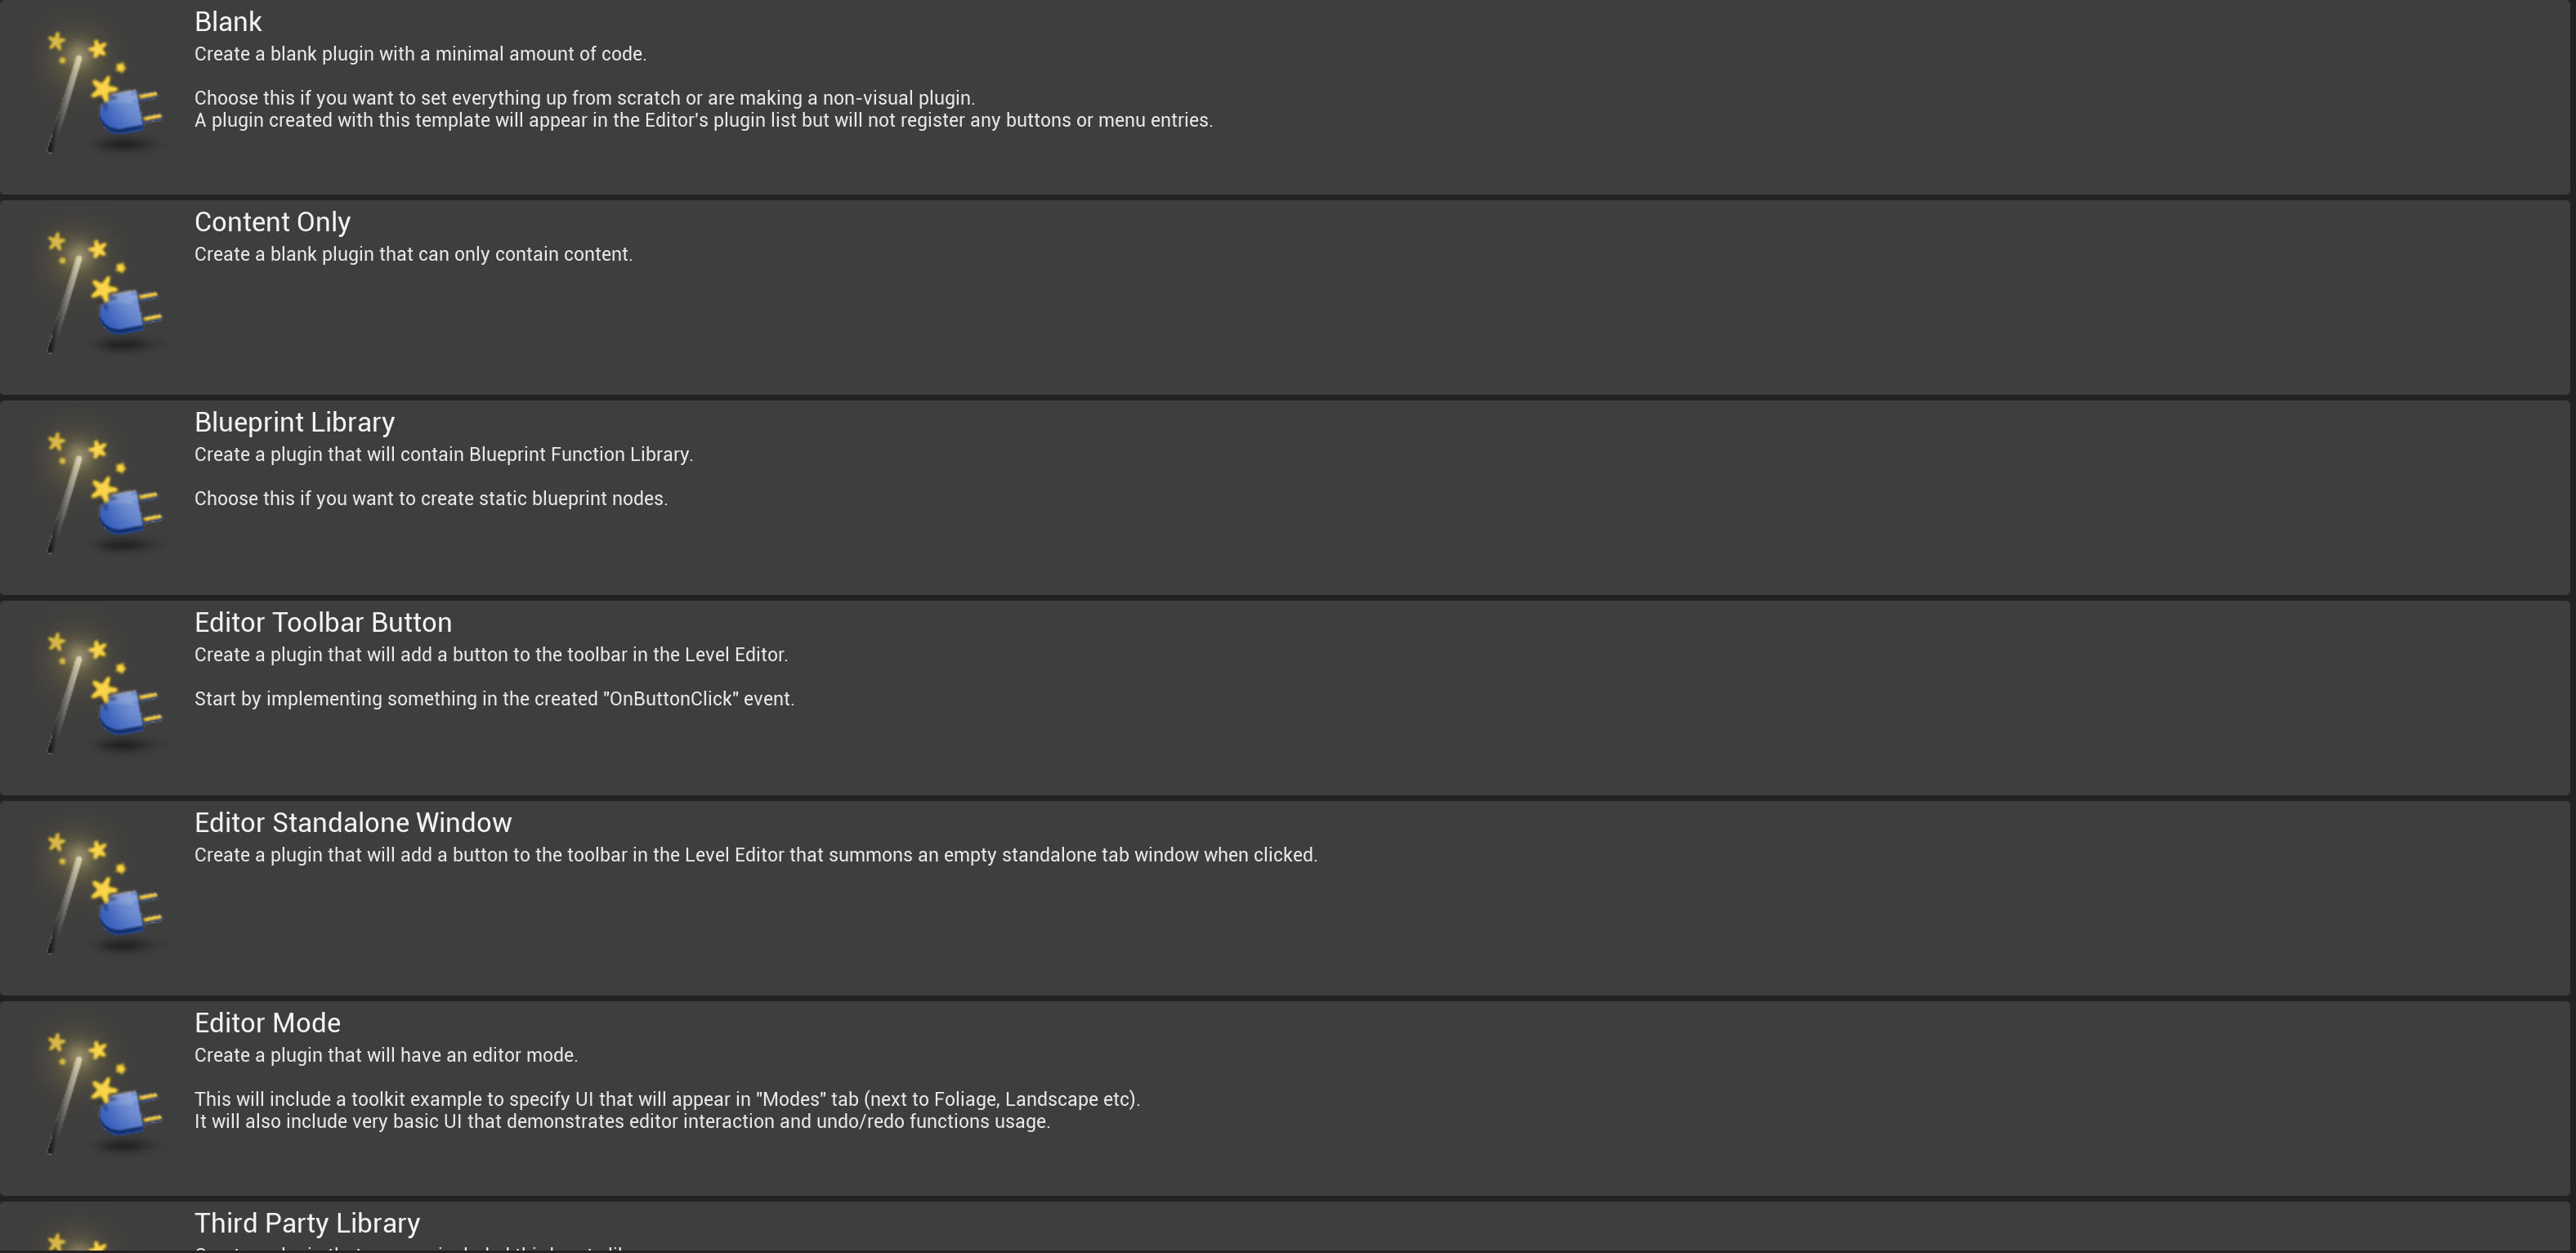 Blank
Create a blank plugin with a minimal amount of code.
Choose this if you want to set everything up from scratch or are making a non-visual plugin.
A plugin created with this template will appear in the Editor's plugin list but will not register any buttons or menu entries.
Content Only
Create a blank plugin that can only contain content.
Blueprint Library
Create a plugin that will contain Blueprint Function Library.
Choose this if you want to create static blueprint nodes.
Editor Toolbar Button
Create a plugin that will add a button to the toolbar in the Level Editor.
Start by implementing something in the created "OnButtonClick" event.
Editor Standalone Window
Create a plugin that will add a button to the toolbar in the Level Editor that summons an empty standalone tab window when clicked.
Editor Mode
Create a plugin that will have an editor mode.
This will include a toolkit example to specify UI that will appear in "Modes" tab (next to Foliage, Landscape etc).
It will also include very basic UI that demonstrates editor interaction and undo/redo functions usage.
Third Party Library